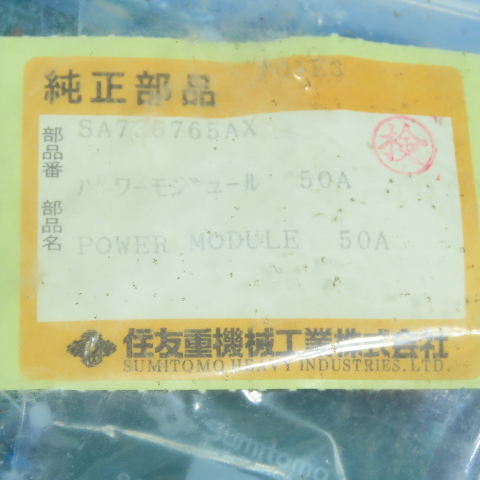 純正部品
部品番
SA736765AX
検
部品名
パワーモジュール 50A
POWER MODULE 50A
住友重機械工業株式会社
SUMITOMO HEAVY INDUSTRIES, LTD.
Sumitomo